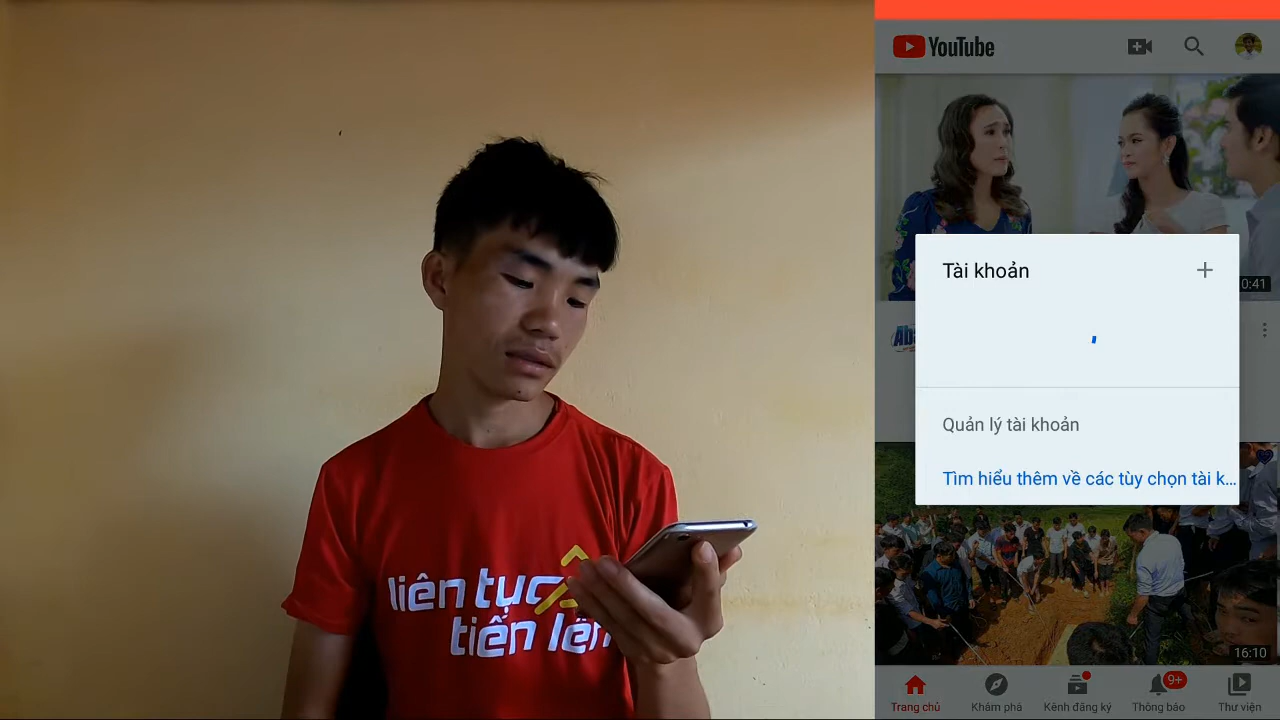 liên tục
tiến lên
YouTube
0:41
Tài khoản
Quản lý tài khoản
Tìm hiểu thêm về các tùy chọn tài k...
16:10
9+
Trang chủ
Khám phá
Kênh đăng ký
Thông báo
Thư viện